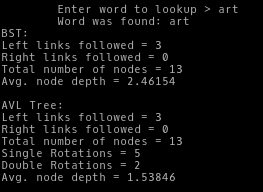 Enter word to lookup > art
Word was found: art
BST:
Left links followed = 3
Right links followed = 0
Total number of nodes = 13
Avg. node depth = 2.46154
AVL Tree:
Left links followed = 3
Right links followed = 0
Total number of nodes = 13
Single Rotations = 5
Double Rotations = 2
Avg. node depth = 1.53846